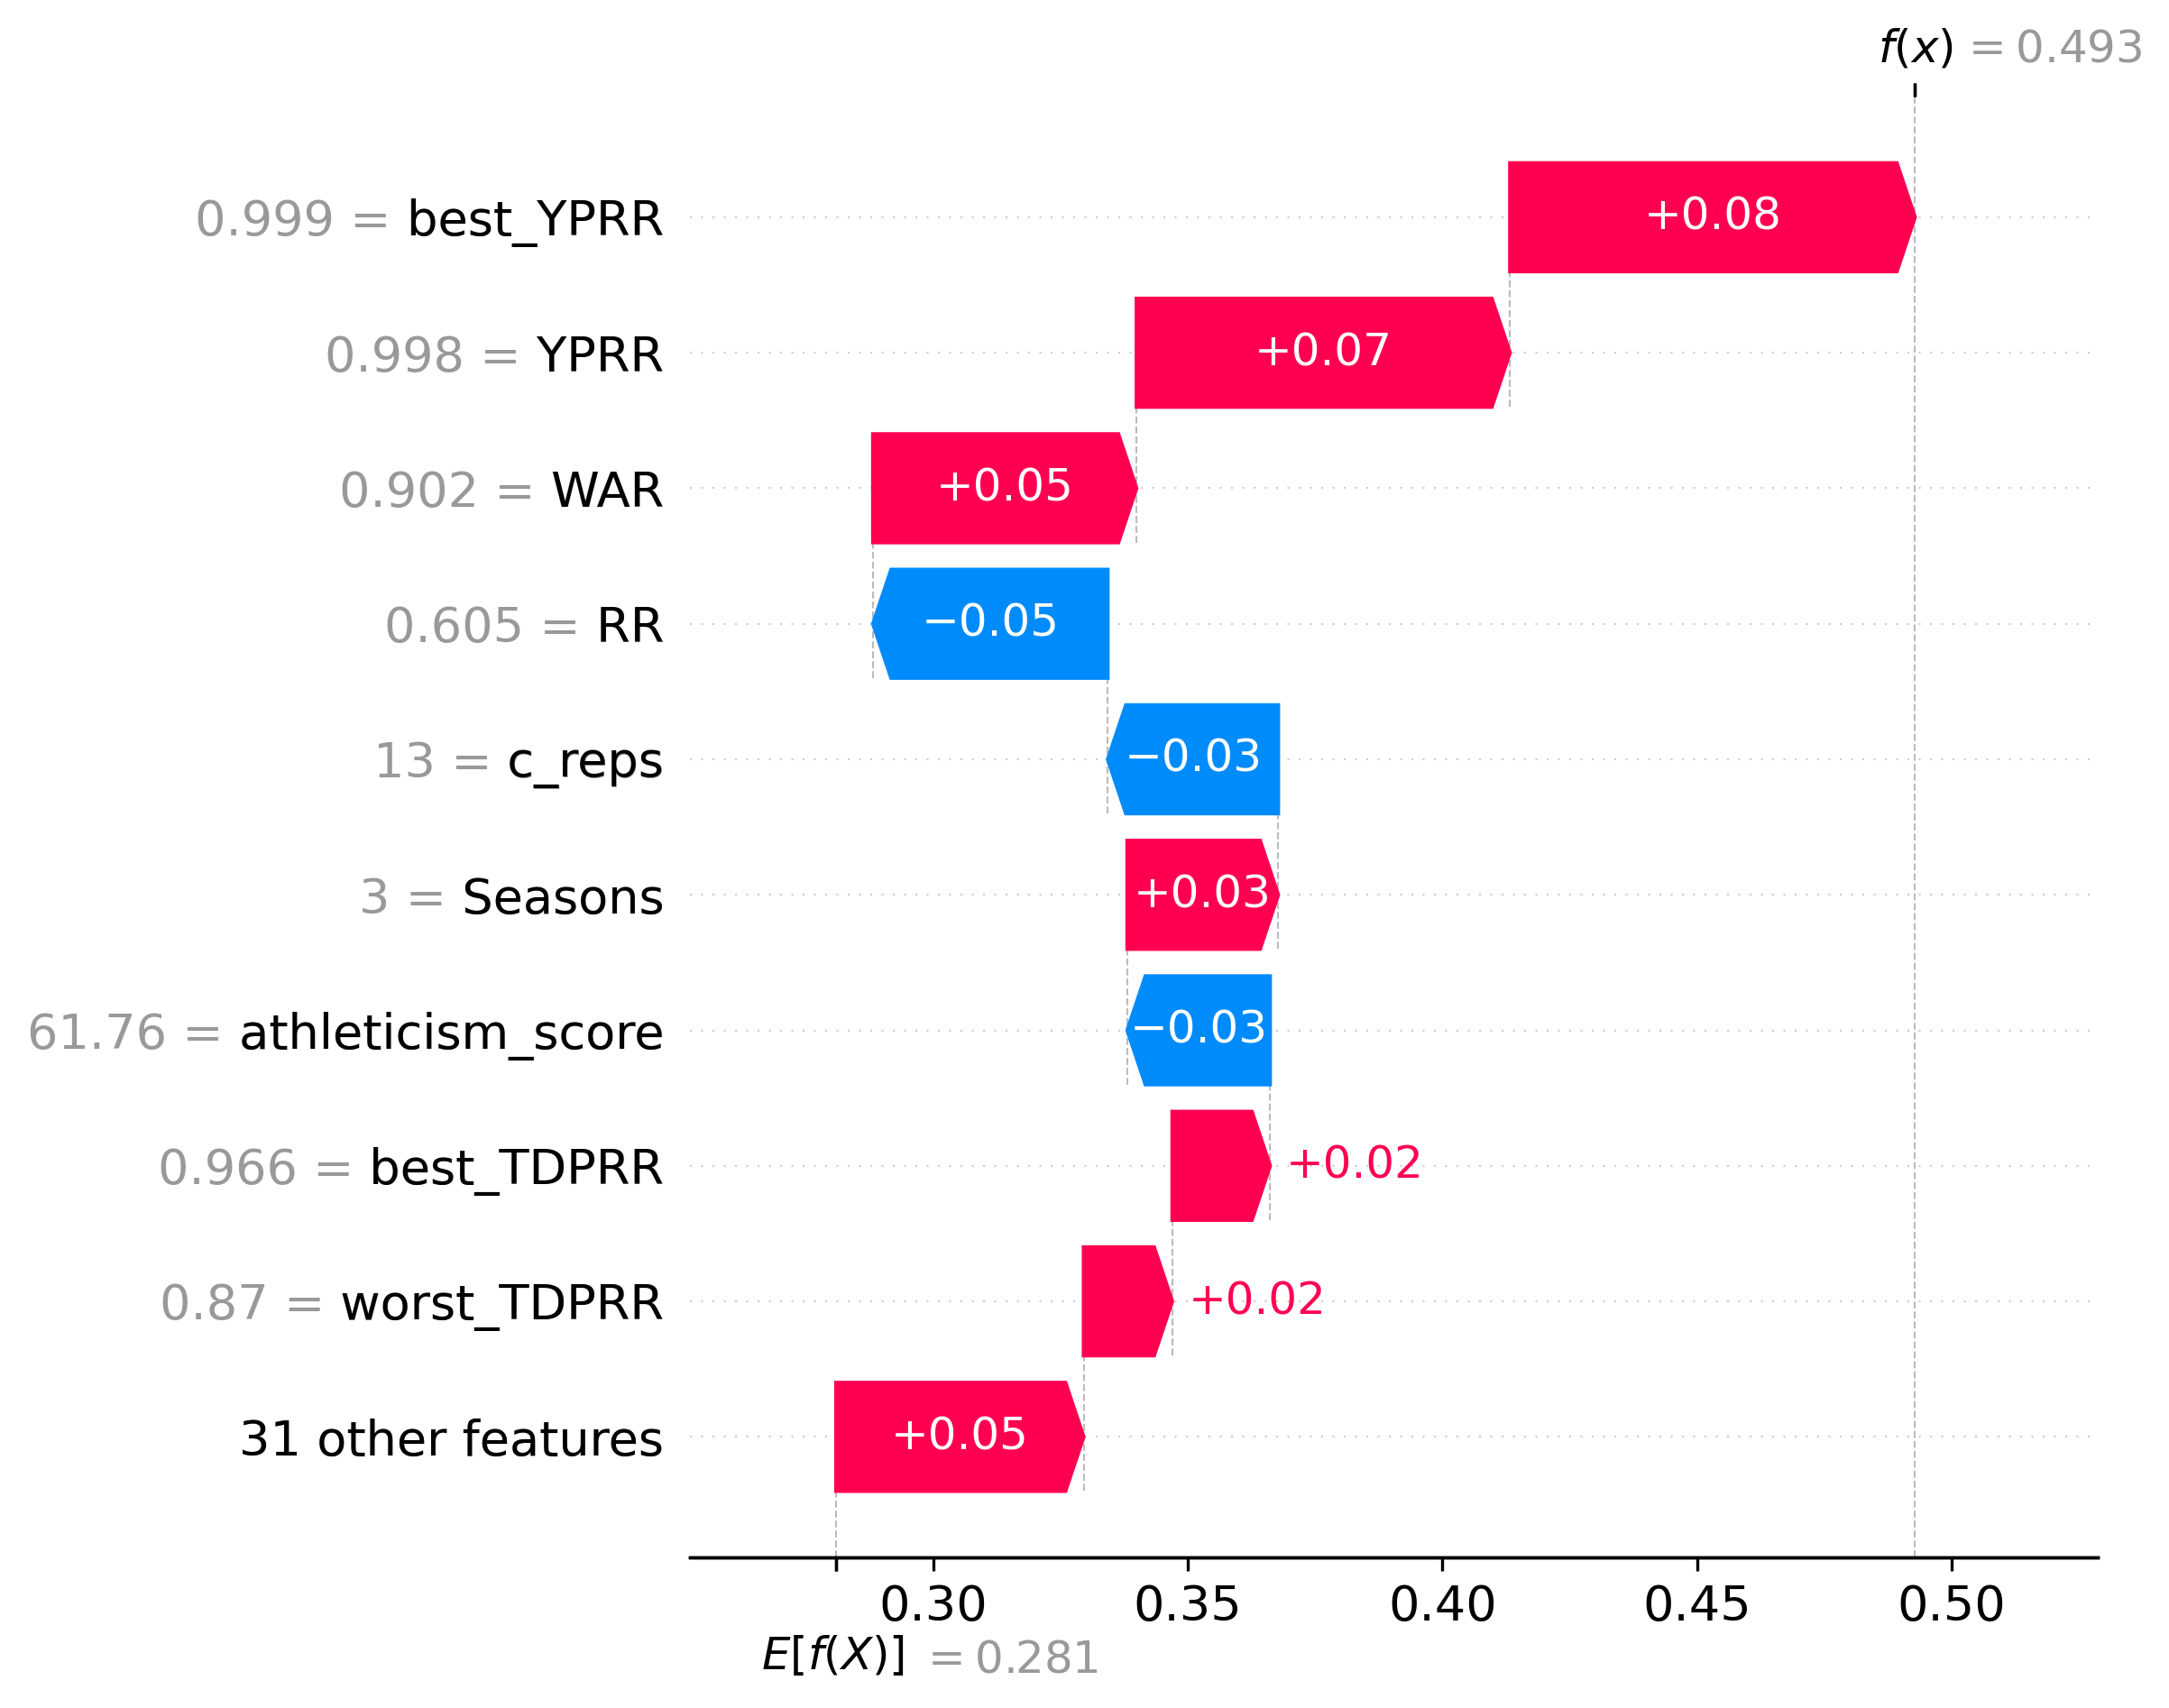 f(x) = 0.493
0.999 = best_YPRR +0.08
0.998 = YPRR +0.07
0.902 = WAR +0.05
0.605 = RR −0.05
13 = c_reps −0.03
3 = Seasons +0.03
61.76 = athleticism_score −0.03
0.966 = best_TDPRR +0.02
0.87 = worst_TDPRR +0.02
31 other features +0.05
0.30 0.35 0.40 0.45 0.50
E[f(X)] = 0.281